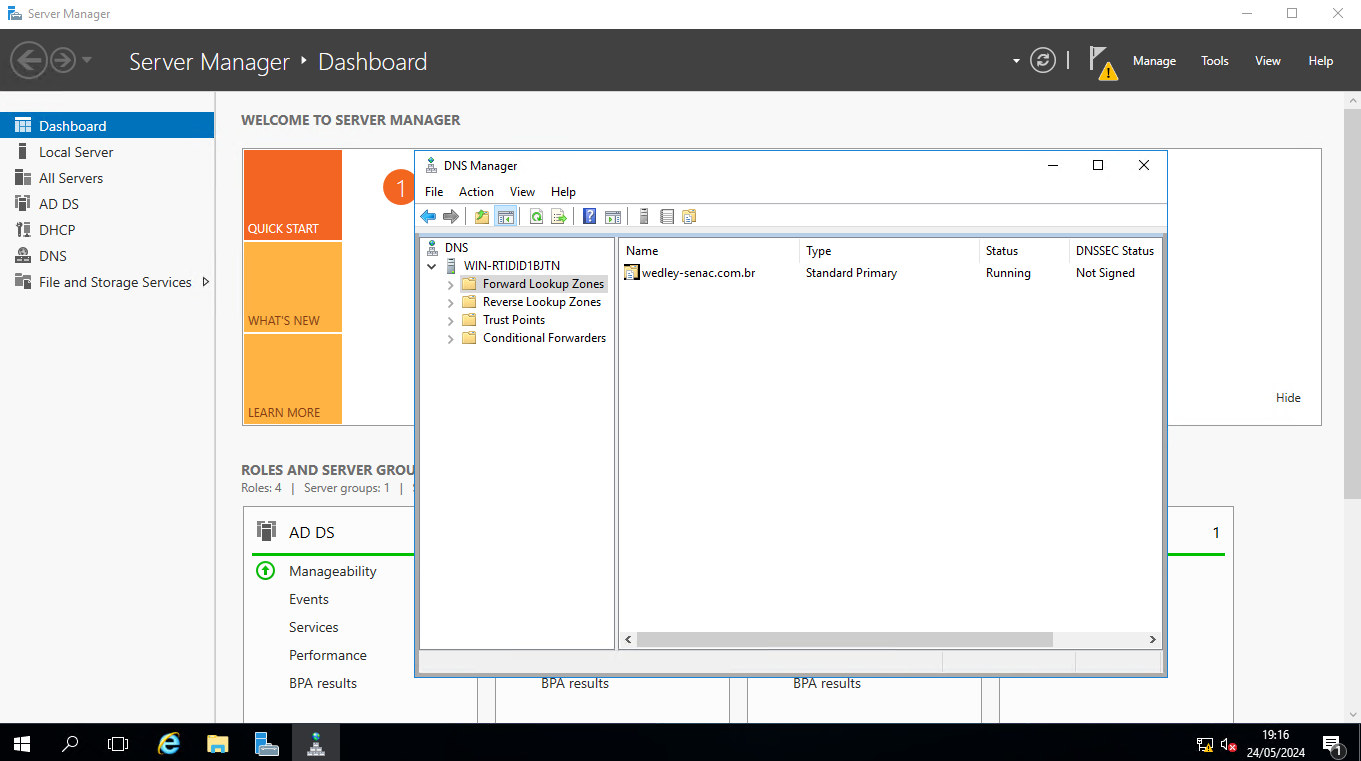 Server Manager
Server Manager • Dashboard
Manage Tools View Help
Dashboard
Local Server
All Servers
AD DS
DHCP
DNS
File and Storage Services
WELCOME TO SERVER MANAGER
1
QUICK START
WHAT'S NEW
LEARN MORE
Hide
DNS Manager
File Action View Help
DNS
WIN-RTIDID1BJTN
Forward Lookup Zones
Reverse Lookup Zones
Trust Points
Conditional Forwarders
Name Type Status DNSSEC Status
wedley-senac.com.br Standard Primary Running Not Signed
ROLES AND SERVER GROU
Roles: 4 | Server groups: 1 |
AD DS
1
Manageability
Events
Services
Performance
BPA results
BPA results
BPA results
19:16
24/05/2024
1